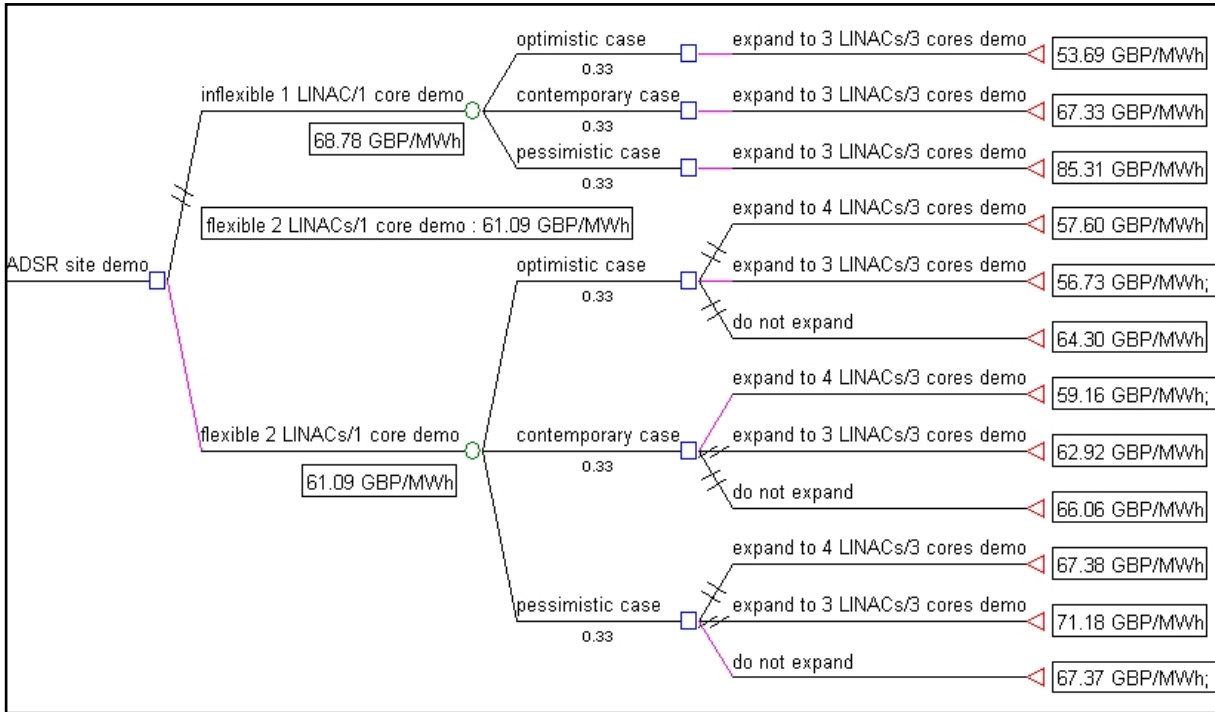 optimistic case
0.33
expand to 3 LINACs/3 cores demo
53.69 GBP/MWh
inflexible 1 LINAC/1 core demo
68.78 GBP/MWh
contemporary case
0.33
expand to 3 LINACs/3 cores demo
67.33 GBP/MWh
pessimistic case
0.33
expand to 3 LINACs/3 cores demo
85.31 GBP/MWh
flexible 2 LINACs/1 core demo : 61.09 GBP/MWh
ADSR site demo
expand to 4 LINACs/3 cores demo
57.60 GBP/MWh
optimistic case
0.33
expand to 3 LINACs/3 cores demo
56.73 GBP/MWh;
do not expand
64.30 GBP/MWh
expand to 4 LINACs/3 cores demo
59.16 GBP/MWh;
flexible 2 LINACs/1 core demo
61.09 GBP/MWh
contemporary case
0.33
expand to 3 LINACs/3 cores demo
62.92 GBP/MWh
do not expand
66.06 GBP/MWh
expand to 4 LINACs/3 cores demo
67.38 GBP/MWh
pessimistic case
0.33
expand to 3 LINACs/3 cores demo
71.18 GBP/MWh
do not expand
67.37 GBP/MWh;